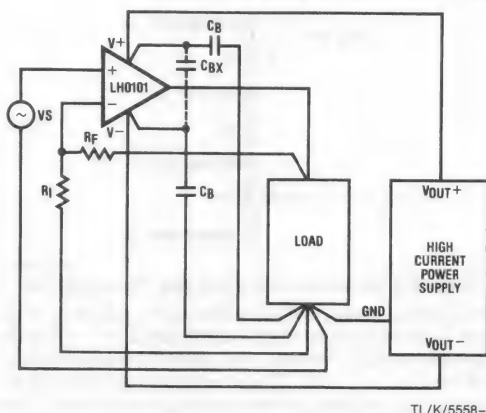 V+
CB
CBX
+
LH0101
−
VS
V−
RF
RI
CB
LOAD
VOUT+
HIGH
CURRENT
POWER
SUPPLY
GND
VOUT−
TL/K/5558–